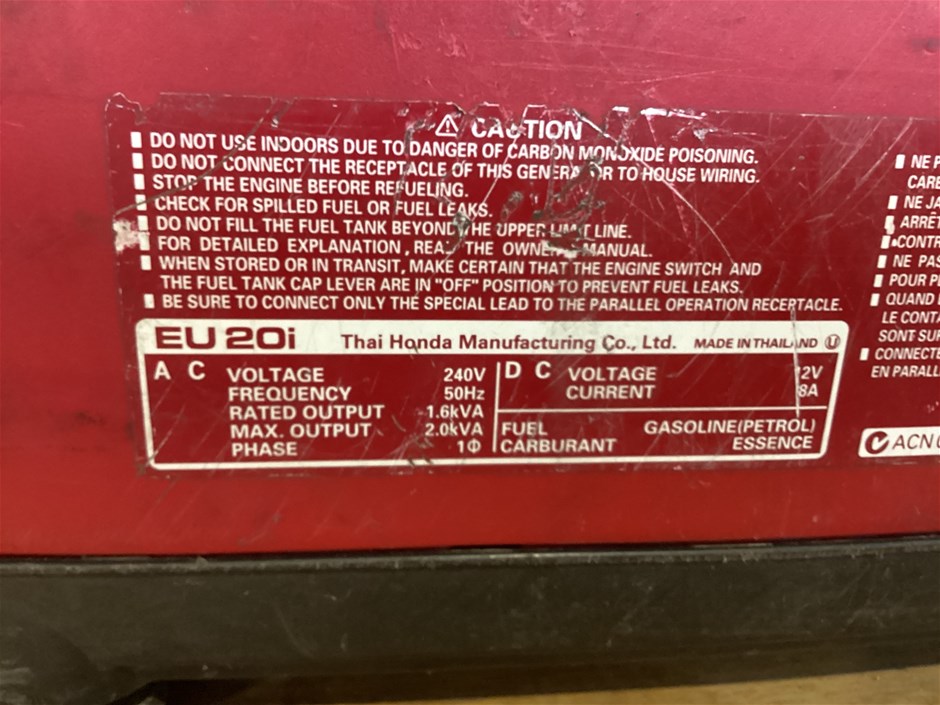 ⚠ CAUTION
DO NOT USE INDOORS DUE TO DANGER OF CARBON MONOXIDE POISONING.
DO NOT CONNECT THE RECEPTACLE OF THIS GENERATOR TO HOUSE WIRING.
STOP THE ENGINE BEFORE REFUELING.
CHECK FOR SPILLED FUEL OR FUEL LEAKS.
DO NOT FILL THE FUEL TANK BEYOND THE UPPER LIMIT LINE.
FOR DETAILED EXPLANATION, READ THE OWNER'S MANUAL.
WHEN STORED OR IN TRANSIT, MAKE CERTAIN THAT THE ENGINE SWITCH AND
THE FUEL TANK CAP LEVER ARE IN "OFF" POSITION TO PREVENT FUEL LEAKS.
BE SURE TO CONNECT ONLY THE SPECIAL LEAD TO THE PARALLEL OPERATION RECEPTACLE.
EU20i Thai Honda Manufacturing Co., Ltd. MADE IN THAILAND U
AC VOLTAGE 240V
FREQUENCY 50Hz
RATED OUTPUT 1.6kVA
MAX. OUTPUT 2.0kVA
PHASE 1Φ
DC VOLTAGE 12V
CURRENT 8A
FUEL GASOLINE(PETROL)
CARBURANT ESSENCE
NE
CARE
NE
ARRÊT
CONTR
NE PAS
POUR
QUAND
LE CONTA
SONT SUR
CONNECTE
EN PARALL
ACN